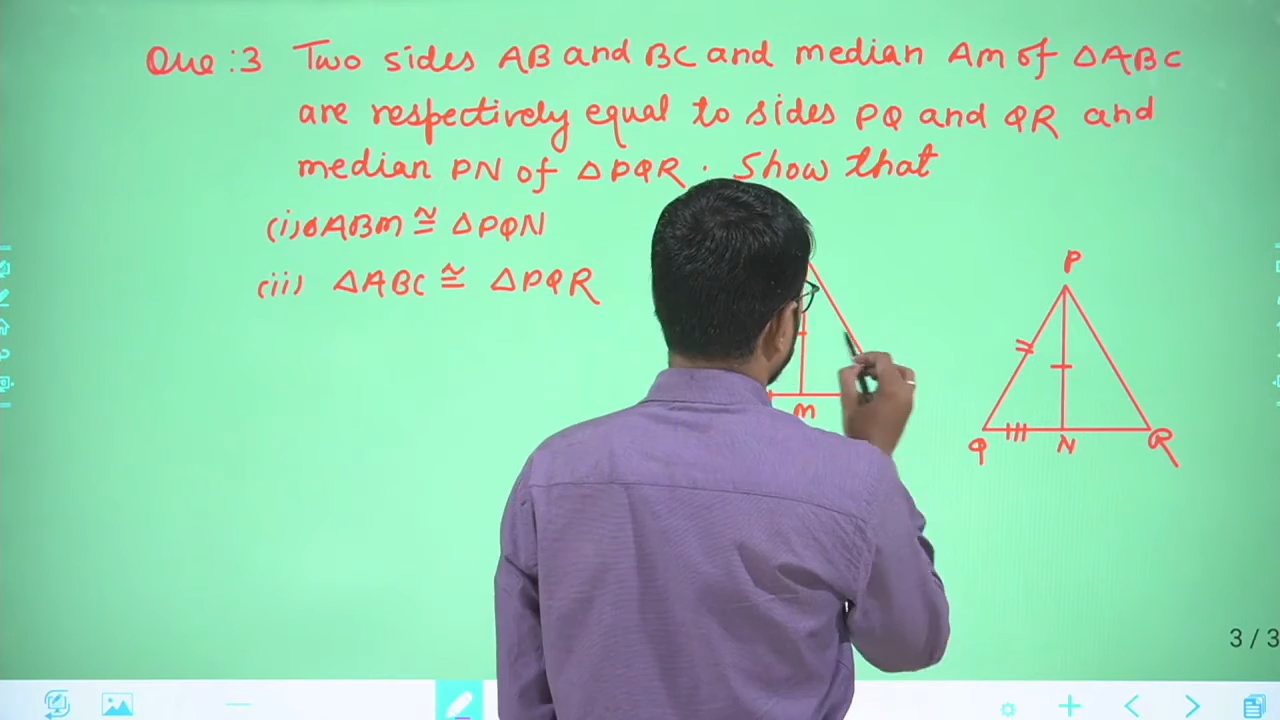 Que :3 Two sides AB and BC and median AM of △ABC
are respectively equal to sides PQ and QR and
median PN of △PQR. Show that
(i) △ABM ≅ △PQN
(ii) △ABC ≅ △PQR
P
M
Q N R
3 / 3